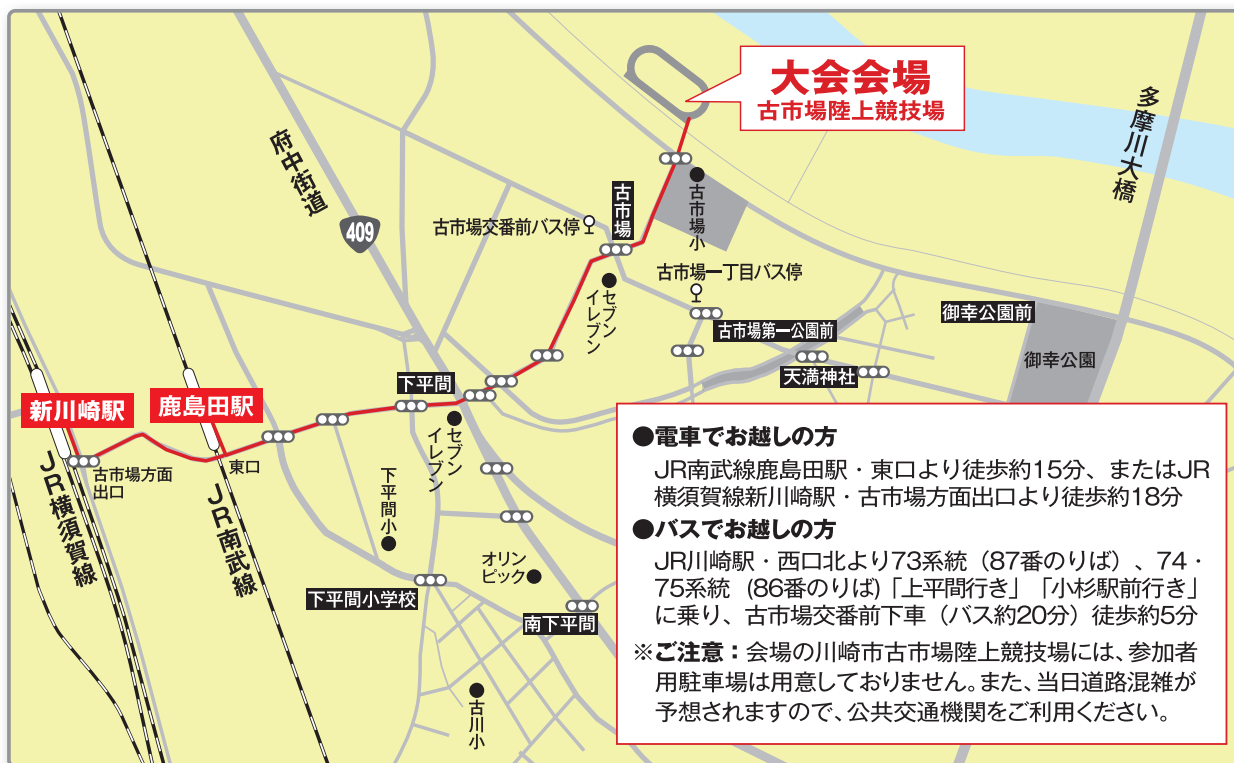 大会会場
古市場陸上競技場
多摩川大橋
府中街道
409
古市場
古市場小
古市場交番前バス停
古市場一丁目バス停
セブン
イレブン
古市場第一公園前
御幸公園前
御幸公園
天満神社
下平間
新川崎駅
鹿島田駅
古市場方面
出口
東口
セブン
イレブン
JR横須賀線
JR南武線
下平間小
オリン
ピック
下平間小学校
南下平間
古川小
●電車でお越しの方
JR南武線鹿島田駅・東口より徒歩約15分、またはJR
横須賀線新川崎駅・古市場方面出口より徒歩約18分
●バスでお越しの方
JR川崎駅・西口北より73系統（87番のりば）、74・
75系統（86番のりば）「上平間行き」「小杉駅前行き」
に乗り、古市場交番前下車（バス約20分）徒歩約5分
※ご注意：会場の川崎市古市場陸上競技場には、参加者
用駐車場は用意しておりません。また、当日道路混雑が
予想されますので、公共交通機関をご利用ください。